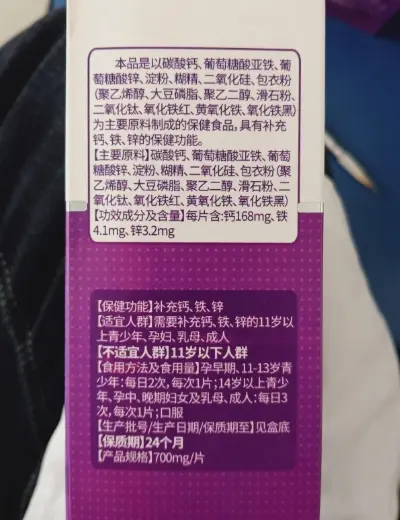 本品是以碳酸钙、葡萄糖酸亚铁、葡
萄糖酸锌、淀粉、糊精、二氧化硅、包衣粉
(聚乙烯醇、大豆磷脂、聚乙二醇、滑石粉、
二氧化钛、氧化铁红、黄氧化铁、氧化铁黑)
为主要原料制成的保健食品,具有补充
钙、铁、锌的保健功能。
【主要原料】碳酸钙、葡萄糖酸亚铁、葡萄
糖酸锌、淀粉、糊精、二氧化硅、包衣粉(聚乙
烯醇、大豆磷脂、聚乙二醇、滑石粉、二
氧化钛、氧化铁红、黄氧化铁、氧化铁黑)
【功效成分及含量】每片含:钙168mg、铁
4.1mg、锌3.2mg
【保健功能】补充钙、铁、锌
【适宜人群】需要补充钙、铁、锌的11岁以
上青少年、孕妇、乳母、成人
【不适宜人群】11岁以下人群
【食用方法及食用量】孕早期、11-13岁青
少年:每日2次,每次1片;14岁以上青少
年、孕中、晚期妇女及乳母、成人:每日3
次,每次1片;口服
【生产批号/生产日期/保质期至】见盒底
【保质期】24个月
【产品规格】700mg/片